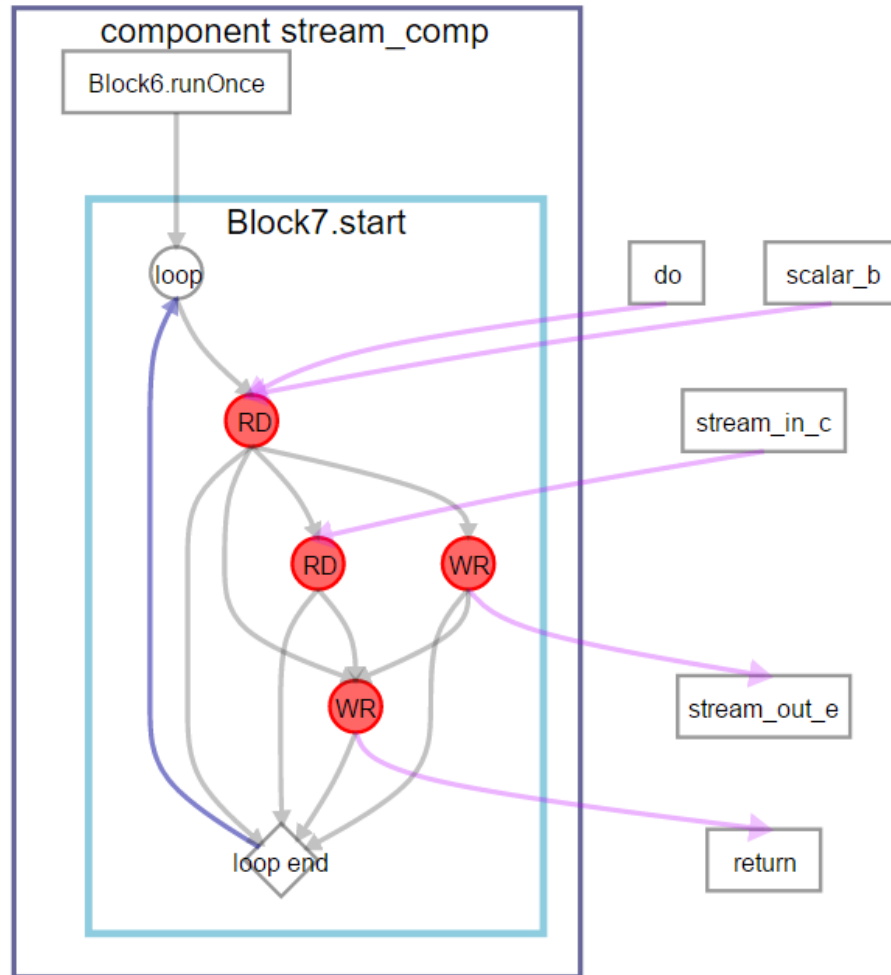 component stream_comp
Block6.runOnce
Block7.start
loop
do
scalar_b
RD
stream_in_c
RD
WR
WR
stream_out_e
loop end
return